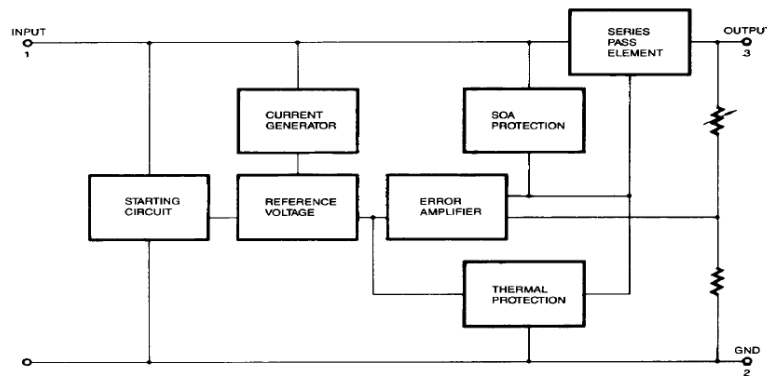 INPUT
1
SERIES
PASS
ELEMENT
OUTPUT
3
CURRENT
GENERATOR
SOA
PROTECTION
STARTING
CIRCUIT
REFERENCE
VOLTAGE
ERROR
AMPLIFIER
THERMAL
PROTECTION
GND
2